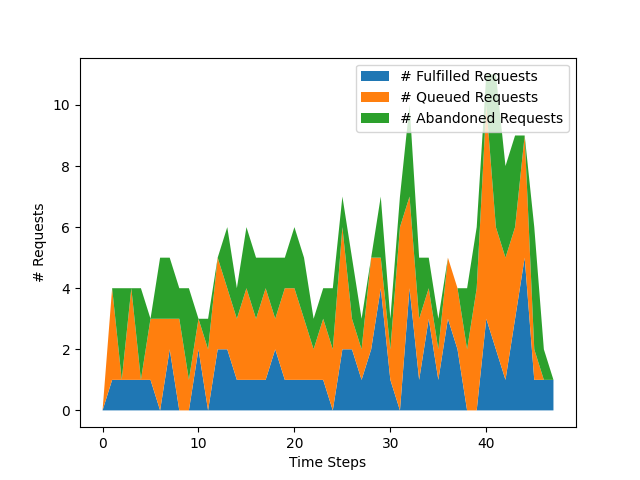 # Fulfilled Requests
# Queued Requests
# Abandoned Requests
10
8
6
4
2
0
# Requests
0 10 20 30 40
Time Steps